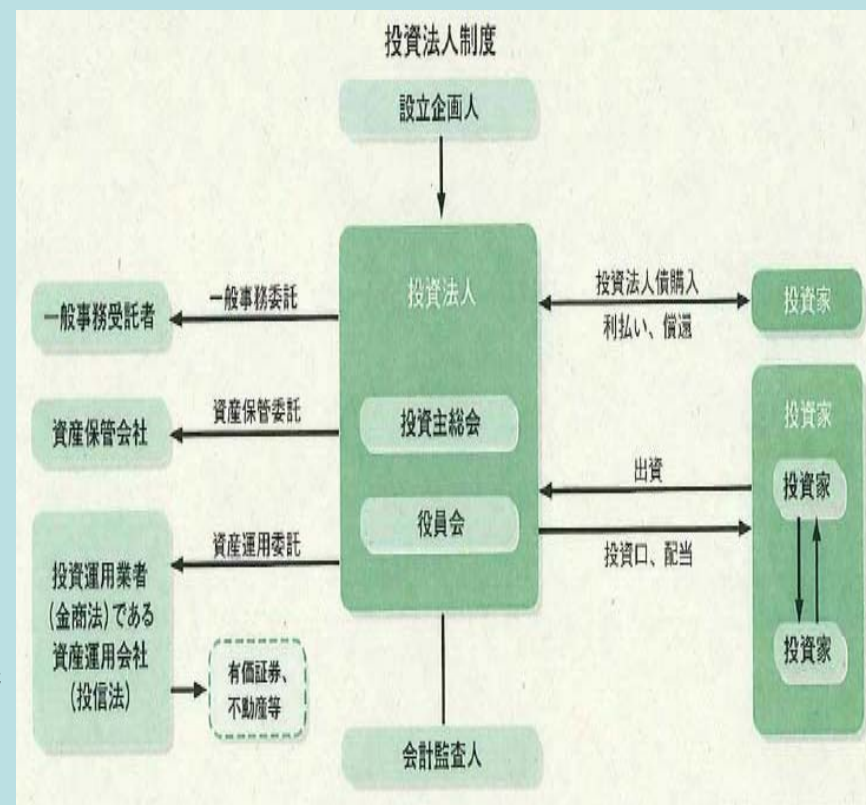 投資法人制度
設立企画人
投資法人
投資主総会
役員会
一般事務委託
一般事務受託者
資産保管委託
資産保管会社
資産運用委託
投資運用業者
(金商法)である
資産運用会社
(投信法)
有価証券、
不動産等
投資法人債購入
利払い、償還
投資家
投資家
出資
投資口、配当
投資家
投資家
会計監査人